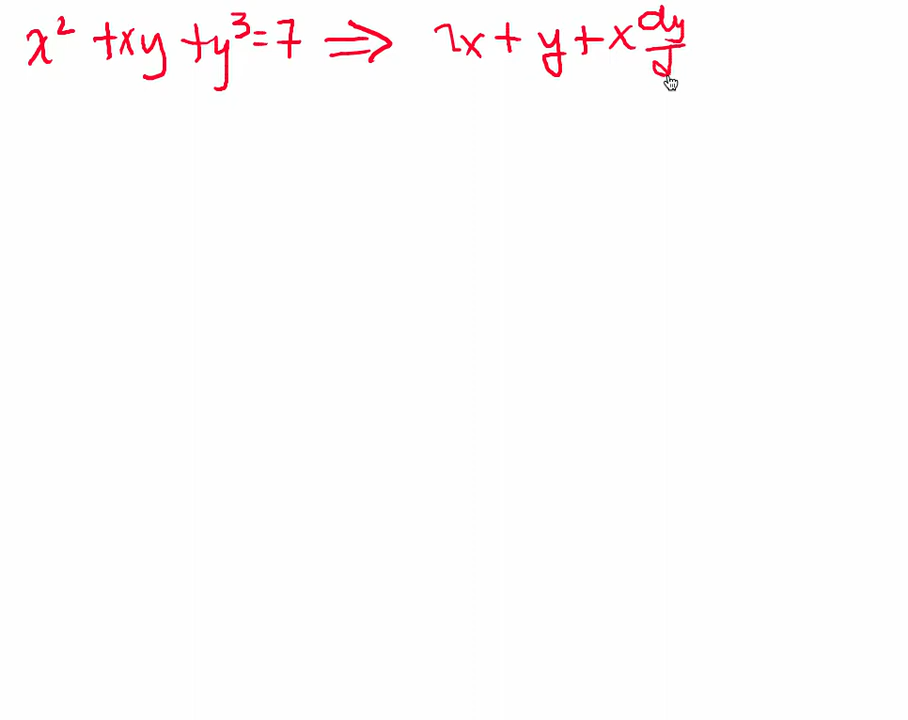 x² + xy + y³ = 7 ⇒ 2x + y + x dy/d